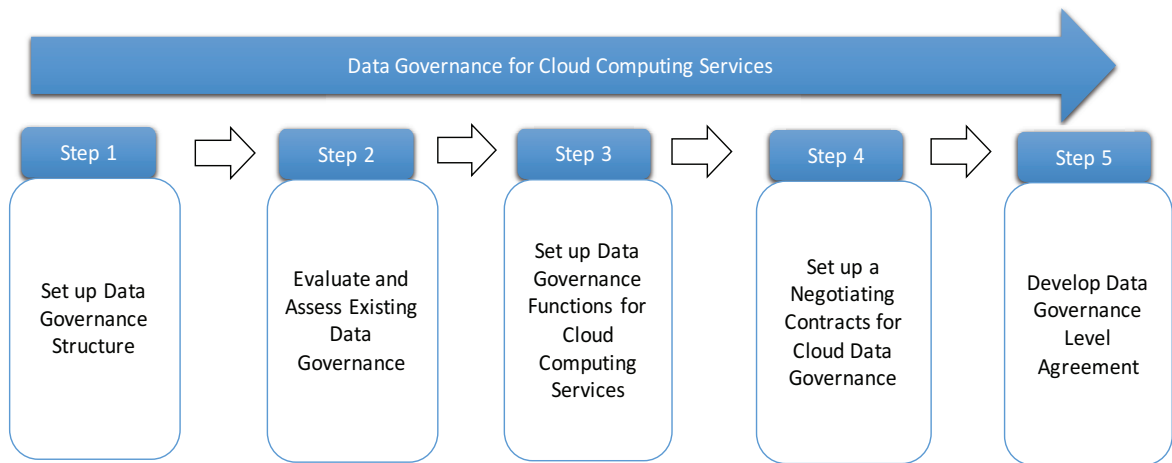 Data Governance for Cloud Computing Services
Step 1
Step 2
Step 3
Step 4
Step 5
Set up Data
Governance
Structure
Evaluate and
Assess Existing
Data
Governance
Set up Data
Governance
Functions for
Cloud
Computing
Services
Set up a
Negotiating
Contracts for
Cloud Data
Governance
Develop Data
Governance
Level
Agreement